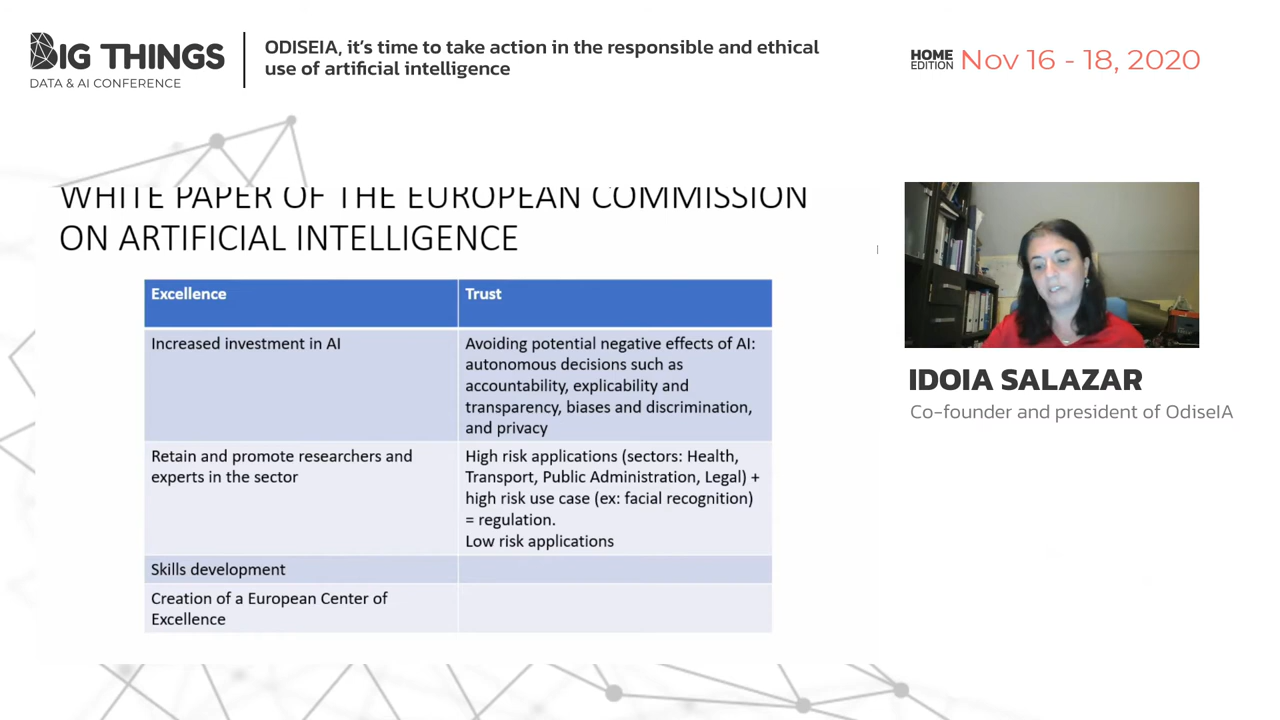 BIG THINGS
DATA & AI CONFERENCE
ODISEIA, it's time to take action in the responsible and ethical
use of artificial intelligence
HOME
EDITION
Nov 16 - 18, 2020
WHITE PAPER OF THE EUROPEAN COMMISSION
ON ARTIFICIAL INTELLIGENCE
Excellence
Trust
Increased investment in AI
Avoiding potential negative effects of AI:
autonomous decisions such as
accountability, explicability and
transparency, biases and discrimination,
and privacy
Retain and promote researchers and
experts in the sector
High risk applications (sectors: Health,
Transport, Public Administration, Legal) +
high risk use case (ex: facial recognition)
= regulation.
Low risk applications
Skills development
Creation of a European Center of
Excellence
IDOIA SALAZAR
Co-founder and president of OdiseIA